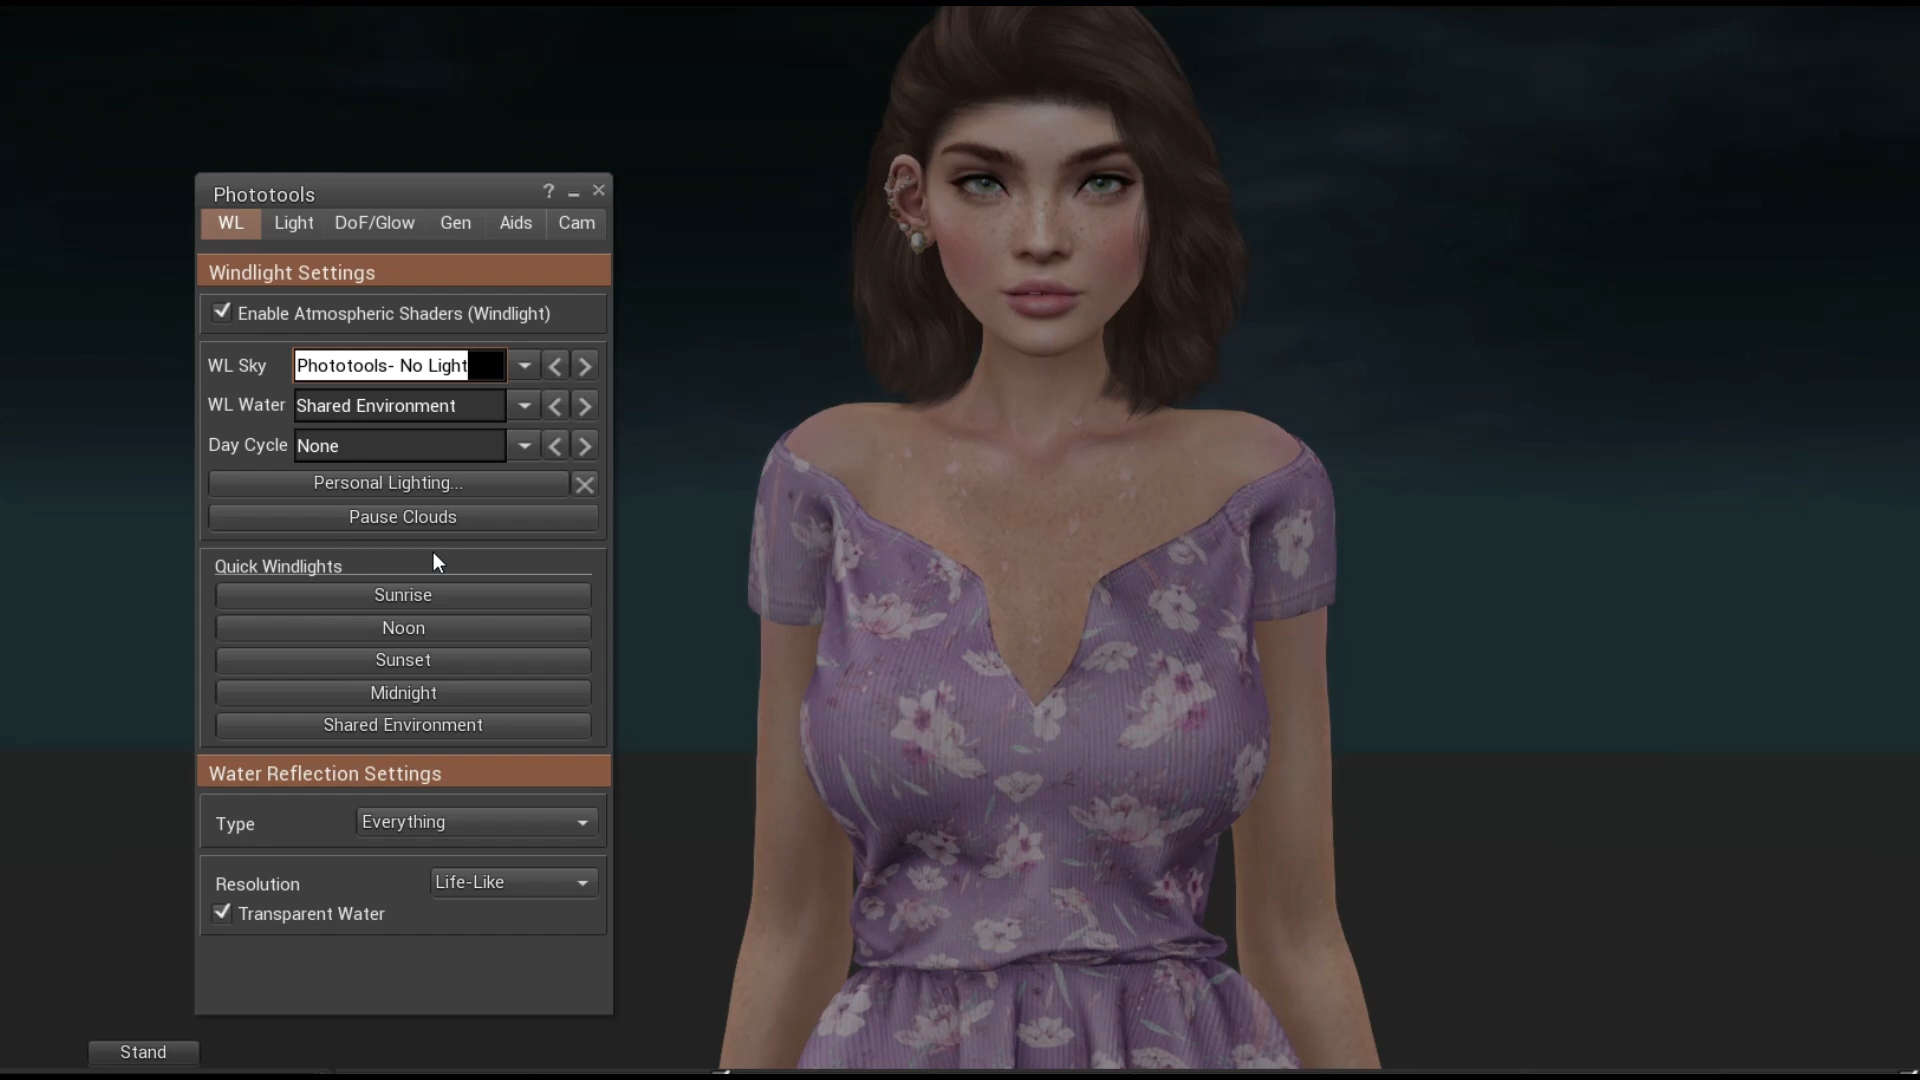 Phototools ?
WL Light DoF/Glow Gen Aids Cam
Windlight Settings
Enable Atmospheric Shaders (Windlight)
WL Sky Phototools- No Light
WL Water Shared Environment
Day Cycle None
Personal Lighting...
Pause Clouds
Quick Windlights
Sunrise
Noon
Sunset
Midnight
Shared Environment
Water Reflection Settings
Type Everything
Resolution Life-Like
Transparent Water
Stand